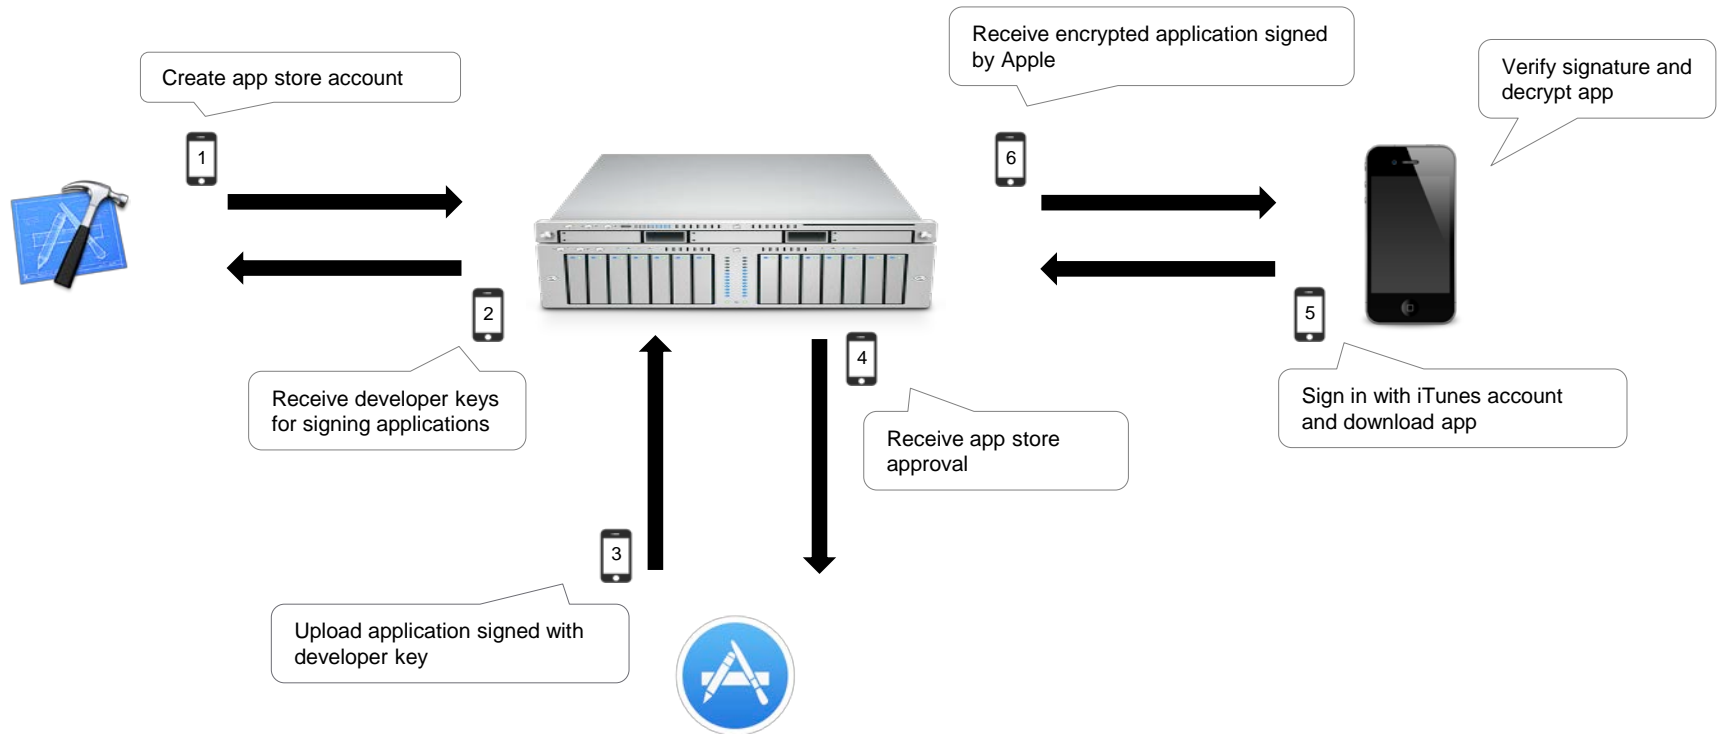 Create app store account
1
2
Receive developer keys
for signing applications
3
Upload application signed with
developer key
4
Receive app store
approval
5
Sign in with iTunes account
and download app
6
Receive encrypted application signed
by Apple
Verify signature and
decrypt app